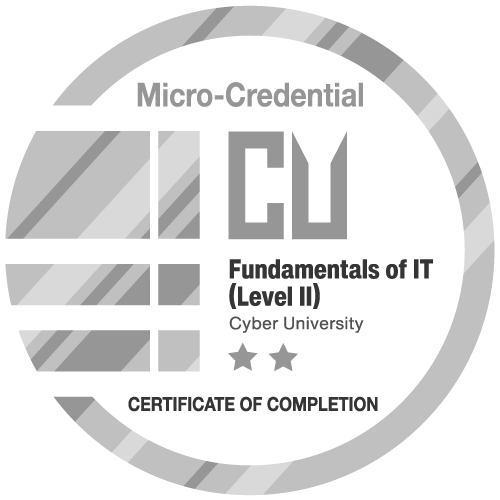 Micro-Credential
CU
Fundamentals of IT
(Level II)
Cyber University
CERTIFICATE OF COMPLETION